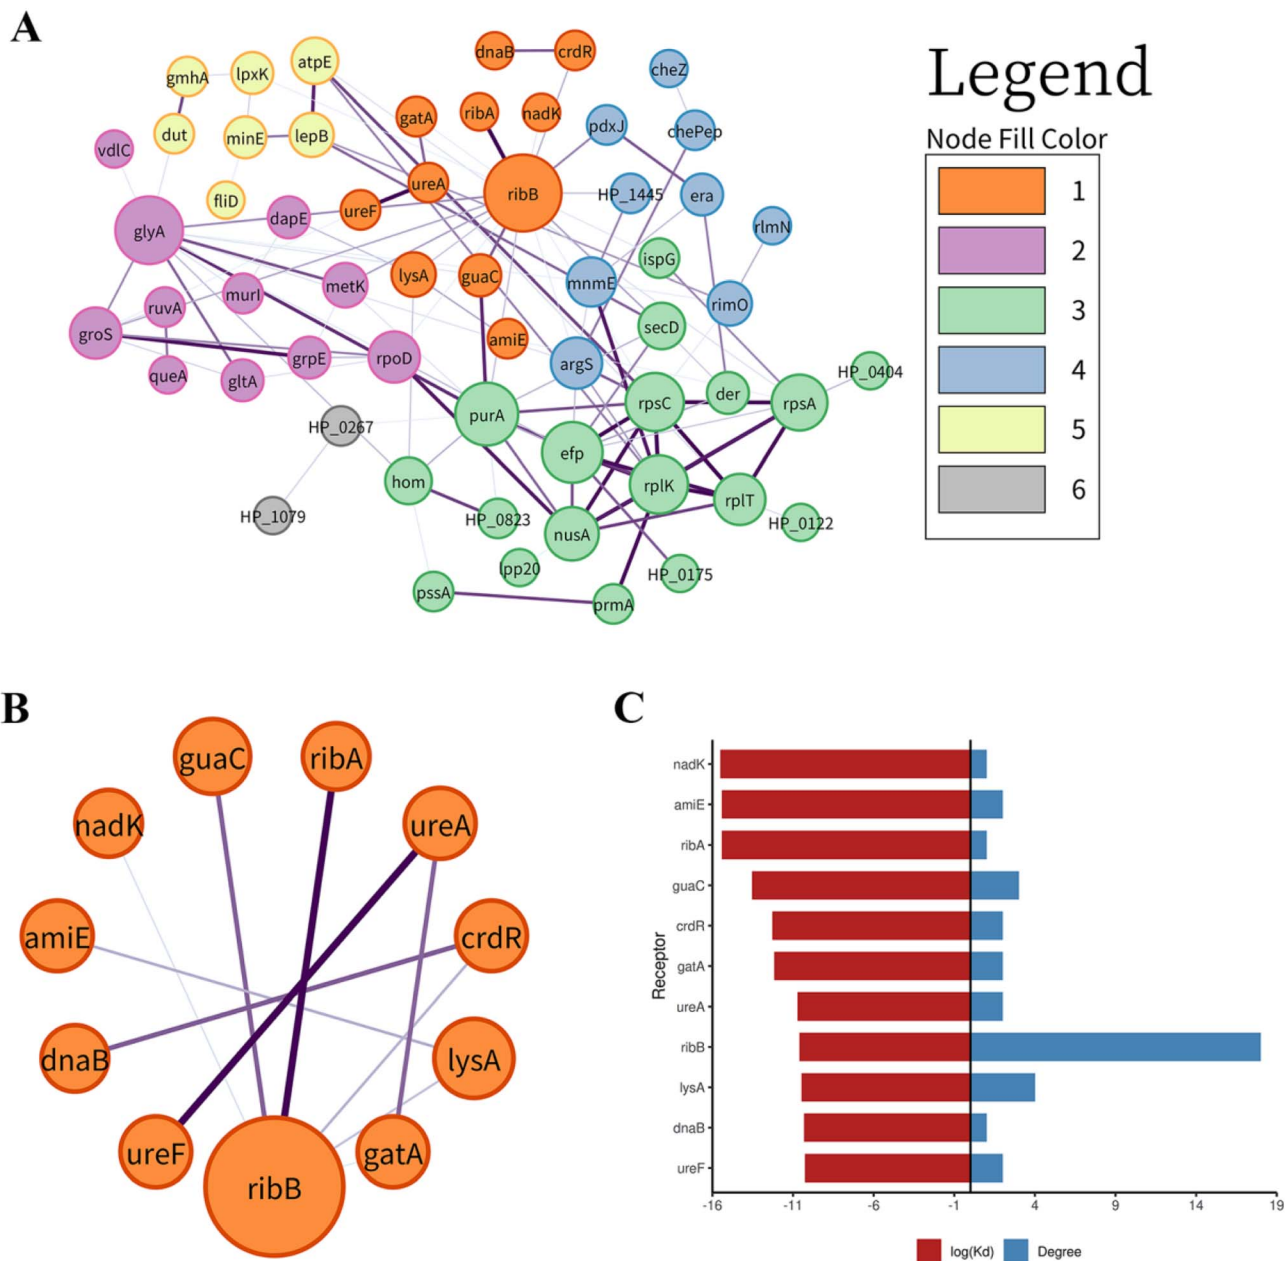 A
Legend
Node Fill Color
1
2
3
4
5
6
dnaB
crdR
cheZ
gmhA
lpxK
atpE
gatA
ribA
nadK
pdxJ
chePep
dut
minE
lepB
vdlC
ureA
ribB
HP_1445
era
fliD
dapE
ureF
rlmN
glyA
ispG
lysA
guaC
mnmE
metK
murI
rimO
ruvA
groS
secD
amiE
grpE
rpoD
argS
queA
gltA
HP_0404
rpsC
der
rpsA
purA
HP_0267
efp
hom
rplK
rplT
HP_1079
HP_0823
nusA
HP_0122
lpp20
HP_0175
pssA
prmA
B
guaC
ribA
nadK
ureA
amiE
crdR
dnaB
lysA
ureF
gatA
ribB
C
Receptor
nadK
amiE
ribA
guaC
crdR
gatA
ureA
ribB
lysA
dnaB
ureF
-16 -11 -6 -1 4 9 14 19
log(Kd) Degree